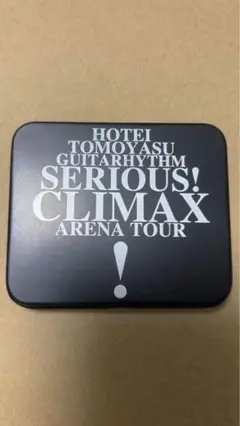 HOTEI
TOMOYASU
GUITARHYTHM
SERIOUS!
CLIMAX
ARENA TOUR
!